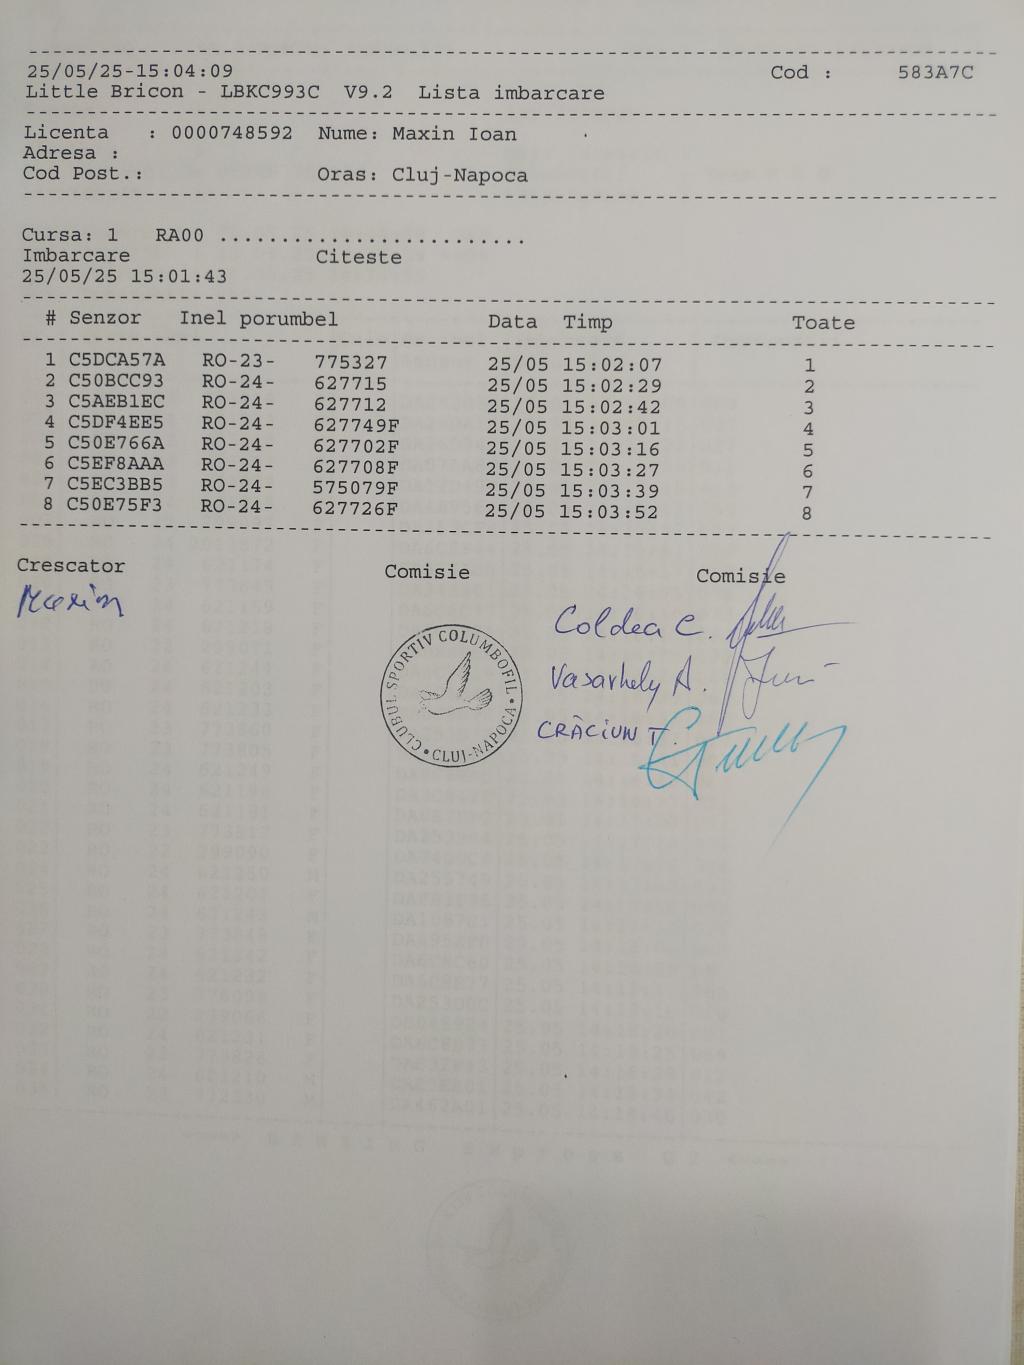 25/05/25-15:04:09 Cod : 583A7C
Little Bricon - LBKC993C V9.2 Lista imbarcare
Licenta : 0000748592 Nume: Maxin Ioan
Adresa :
Cod Post.: Oras: Cluj-Napoca
Cursa: 1 RA00 .........................
Imbarcare Citeste
25/05/25 15:01:43
# Senzor Inel porumbel Data Timp Toate
1 C5DCA57A RO-23- 775327 25/05 15:02:07 1
2 C50BCC93 RO-24- 627715 25/05 15:02:29 2
3 C5AEB1EC RO-24- 627712 25/05 15:02:42 3
4 C5DF4EE5 RO-24- 627749F 25/05 15:03:01 4
5 C50E766A RO-24- 627702F 25/05 15:03:16 5
6 C5EF8AAA RO-24- 627708F 25/05 15:03:27 6
7 C5EC3BB5 RO-24- 575079F 25/05 15:03:39 7
8 C50E75F3 RO-24- 627726F 25/05 15:03:52 8
Crescator Comisie Comisie
Maxin
Coldea C.
Vasarhely A.
CRĂCIUN T.
CLUBUL SPORTIV COLUMBOFIL
• CLUJ-NAPOCA •